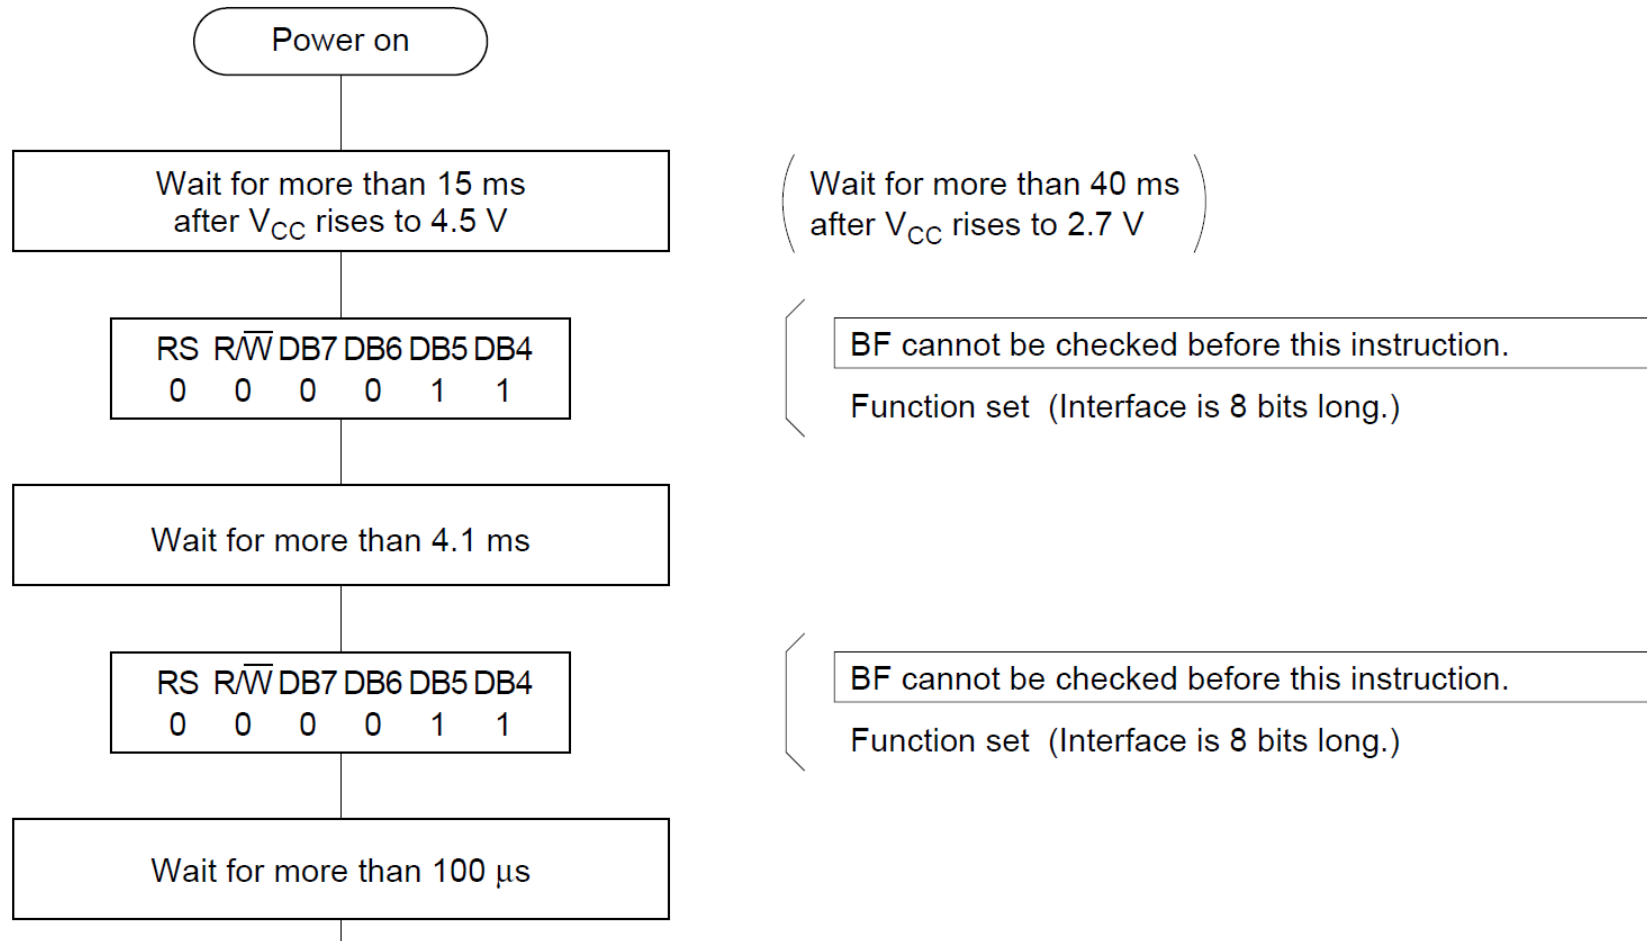 Power on
Wait for more than 15 ms
after VCC rises to 4.5 V
Wait for more than 40 ms
after VCC rises to 2.7 V
RS R/W̅ DB7 DB6 DB5 DB4
0 0 0 0 1 1
BF cannot be checked before this instruction.
Function set (Interface is 8 bits long.)
Wait for more than 4.1 ms
RS R/W̅ DB7 DB6 DB5 DB4
0 0 0 0 1 1
BF cannot be checked before this instruction.
Function set (Interface is 8 bits long.)
Wait for more than 100 μs